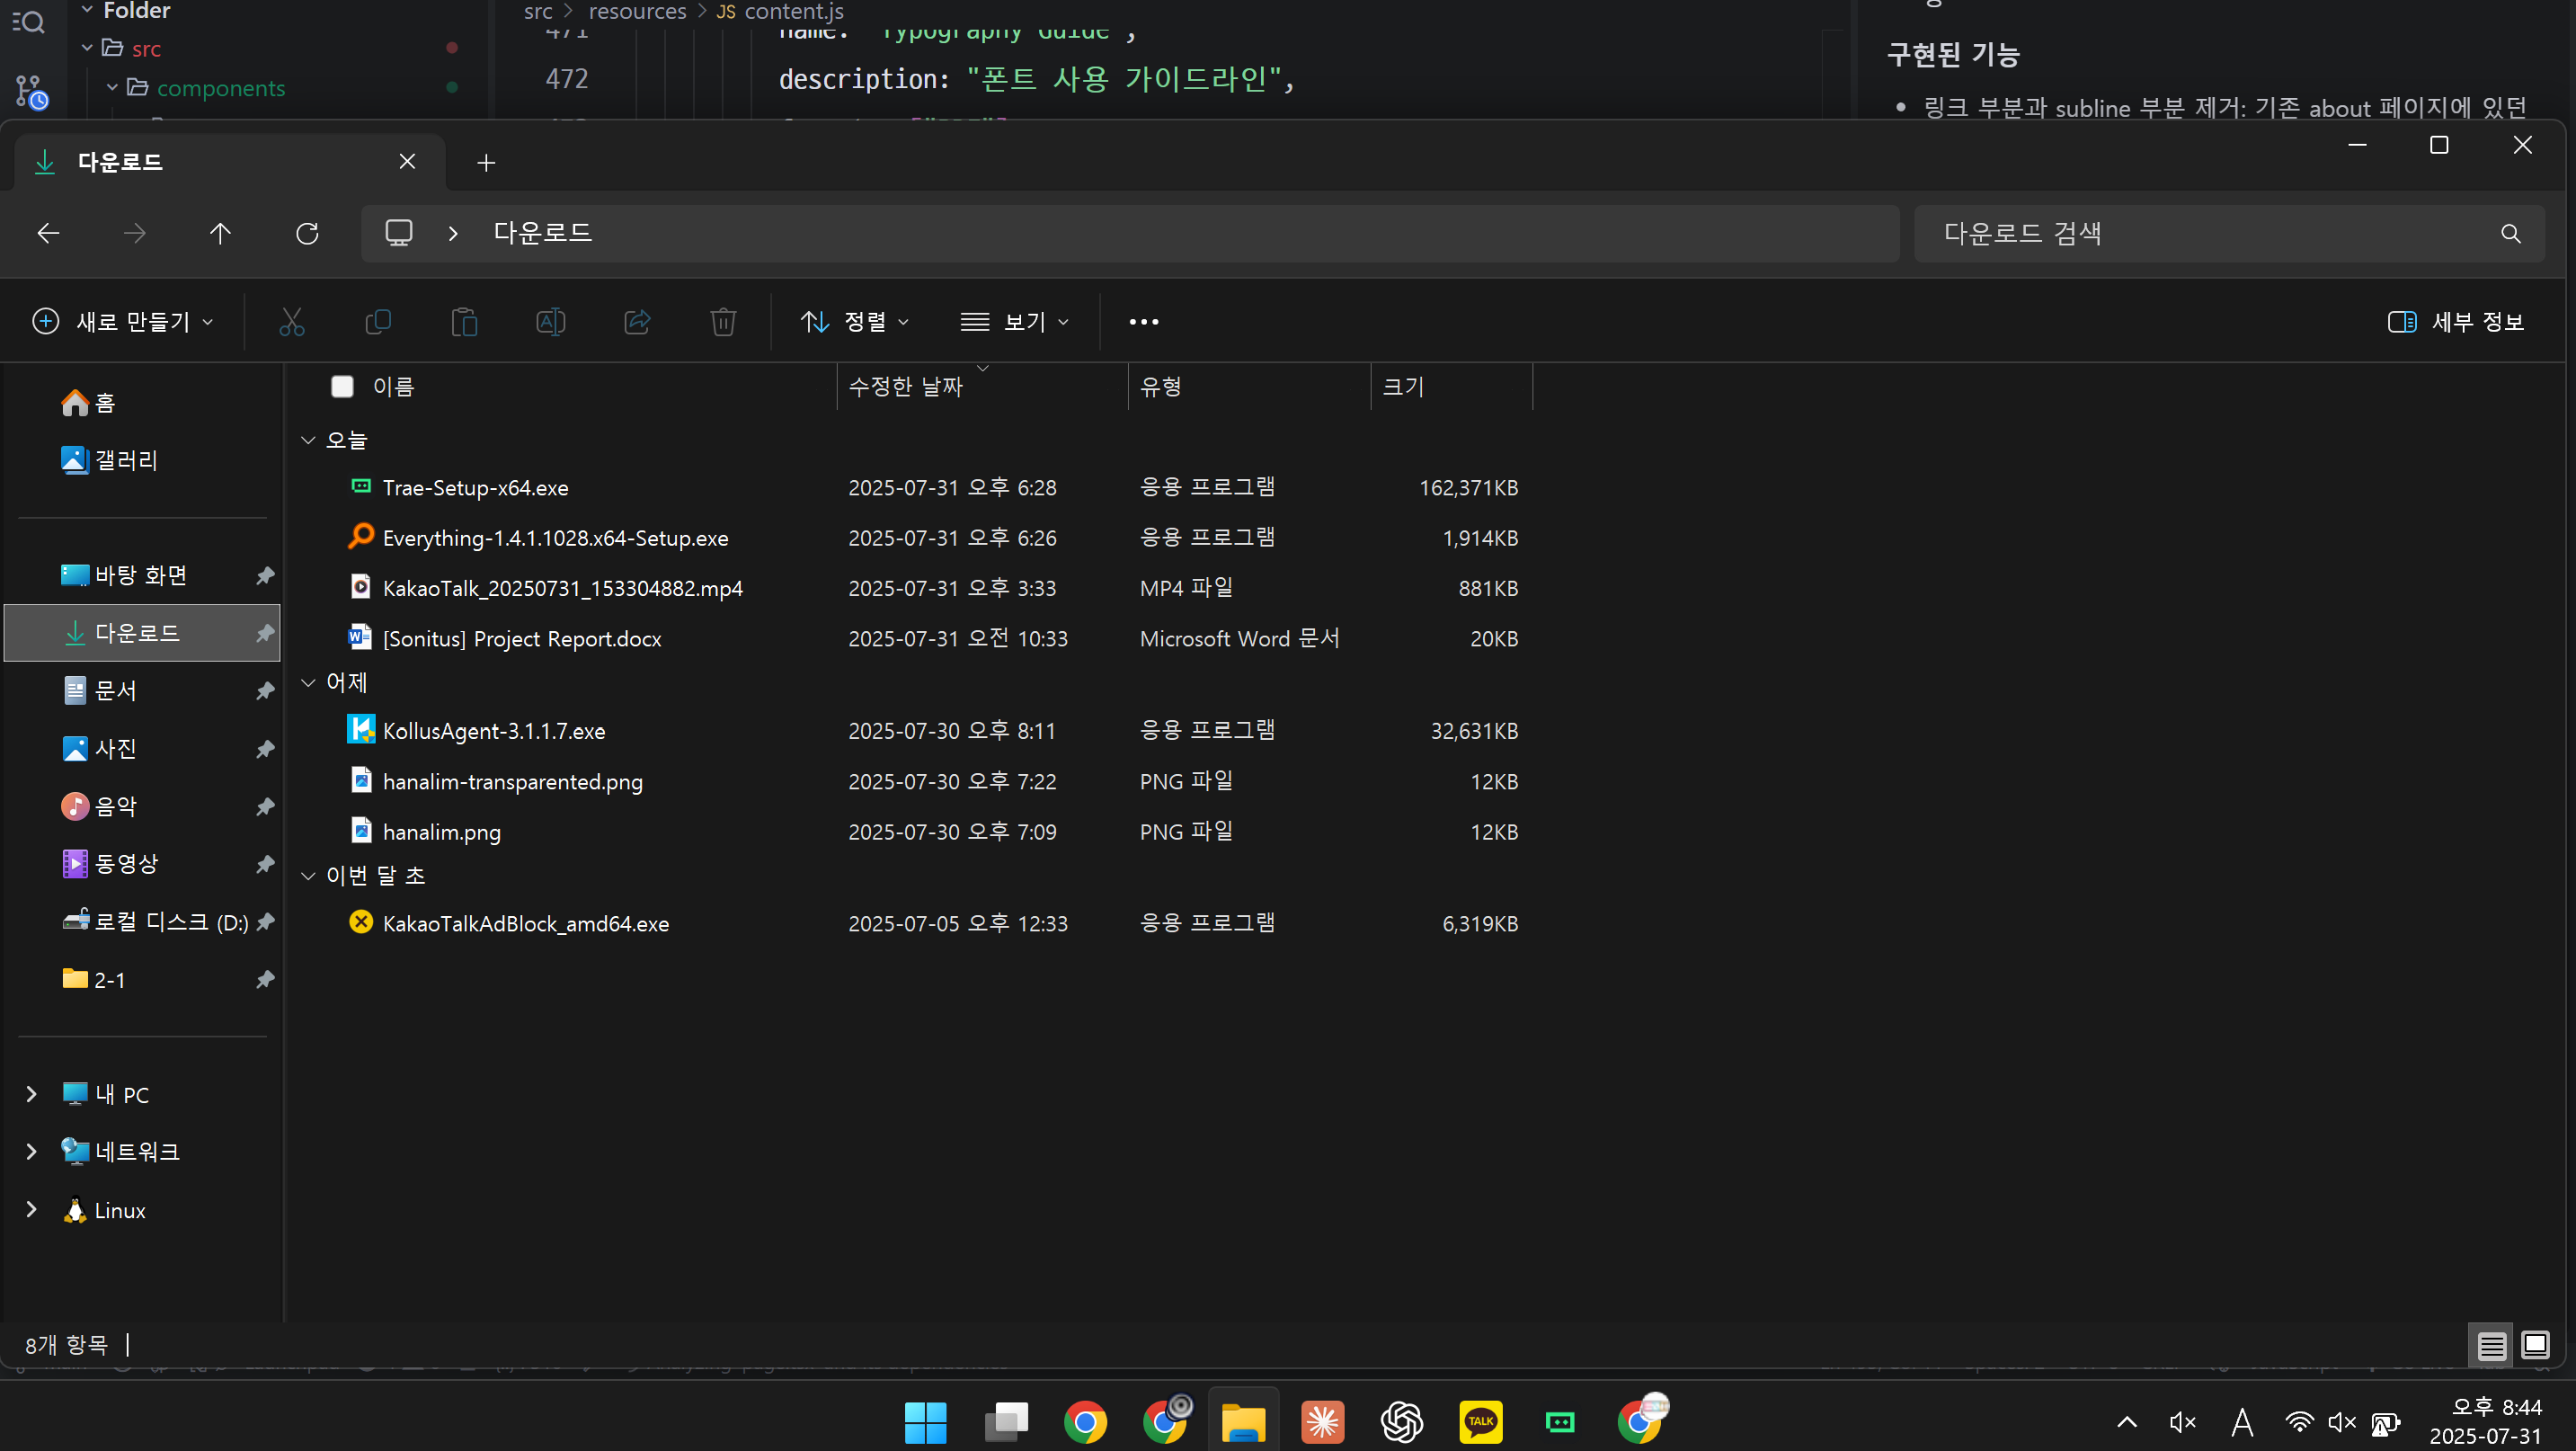 Folder
src > resources > JS content.js
src
471
name: "Typography Guide",
구현된 기능
472
description: "폰트 사용 가이드라인",
components
링크 부분과 subline 부분 제거: 기존 about 페이지에 있던
다운로드
다운로드
다운로드 검색
새로 만들기
정렬
보기
세부 정보
이름 수정한 날짜 유형 크기
홈
갤러리
바탕 화면
다운로드
문서
사진
음악
동영상
로컬 디스크 (D:)
2-1
내 PC
네트워크
Linux
오늘
Trae-Setup-x64.exe 2025-07-31 오후 6:28 응용 프로그램 162,371KB
Everything-1.4.1.1028.x64-Setup.exe 2025-07-31 오후 6:26 응용 프로그램 1,914KB
KakaoTalk_20250731_153304882.mp4 2025-07-31 오후 3:33 MP4 파일 881KB
[Sonitus] Project Report.docx 2025-07-31 오전 10:33 Microsoft Word 문서 20KB
어제
KollusAgent-3.1.1.7.exe 2025-07-30 오후 8:11 응용 프로그램 32,631KB
hanalim-transparented.png 2025-07-30 오후 7:22 PNG 파일 12KB
hanalim.png 2025-07-30 오후 7:09 PNG 파일 12KB
이번 달 초
KakaoTalkAdBlock_amd64.exe 2025-07-05 오후 12:33 응용 프로그램 6,319KB
8개 항목
TALK
A
오후 8:44
2025-07-31